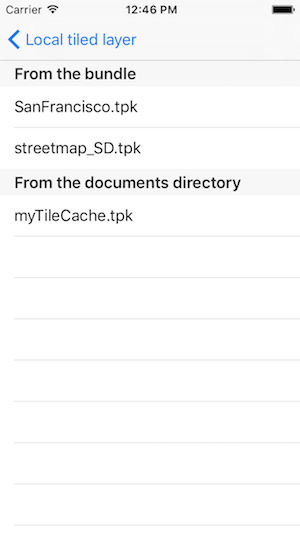 Carrier 12:46 PM
Local tiled layer
From the bundle
SanFrancisco.tpk
streetmap_SD.tpk
From the documents directory
myTileCache.tpk